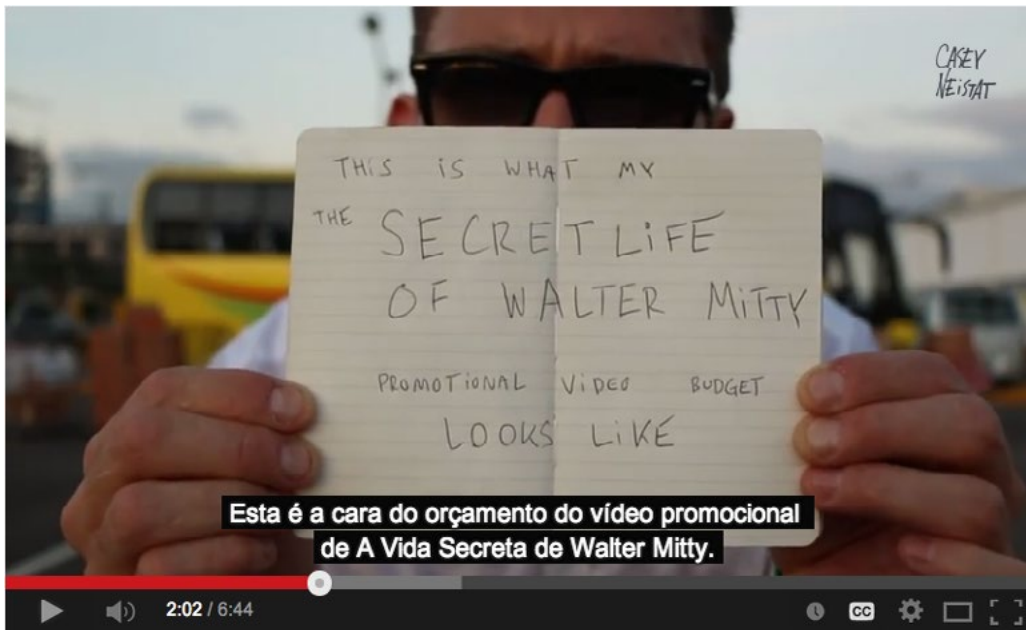 CASEY
NEISTAT
THIS IS WHAT MY
THE SECRET LIFE
OF WALTER MITTY
PROMOTIONAL VIDEO BUDGET
LOOKS LIKE
Esta é a cara do orçamento do vídeo promocional
de A Vida Secreta de Walter Mitty.
2:02 / 6:44
CC